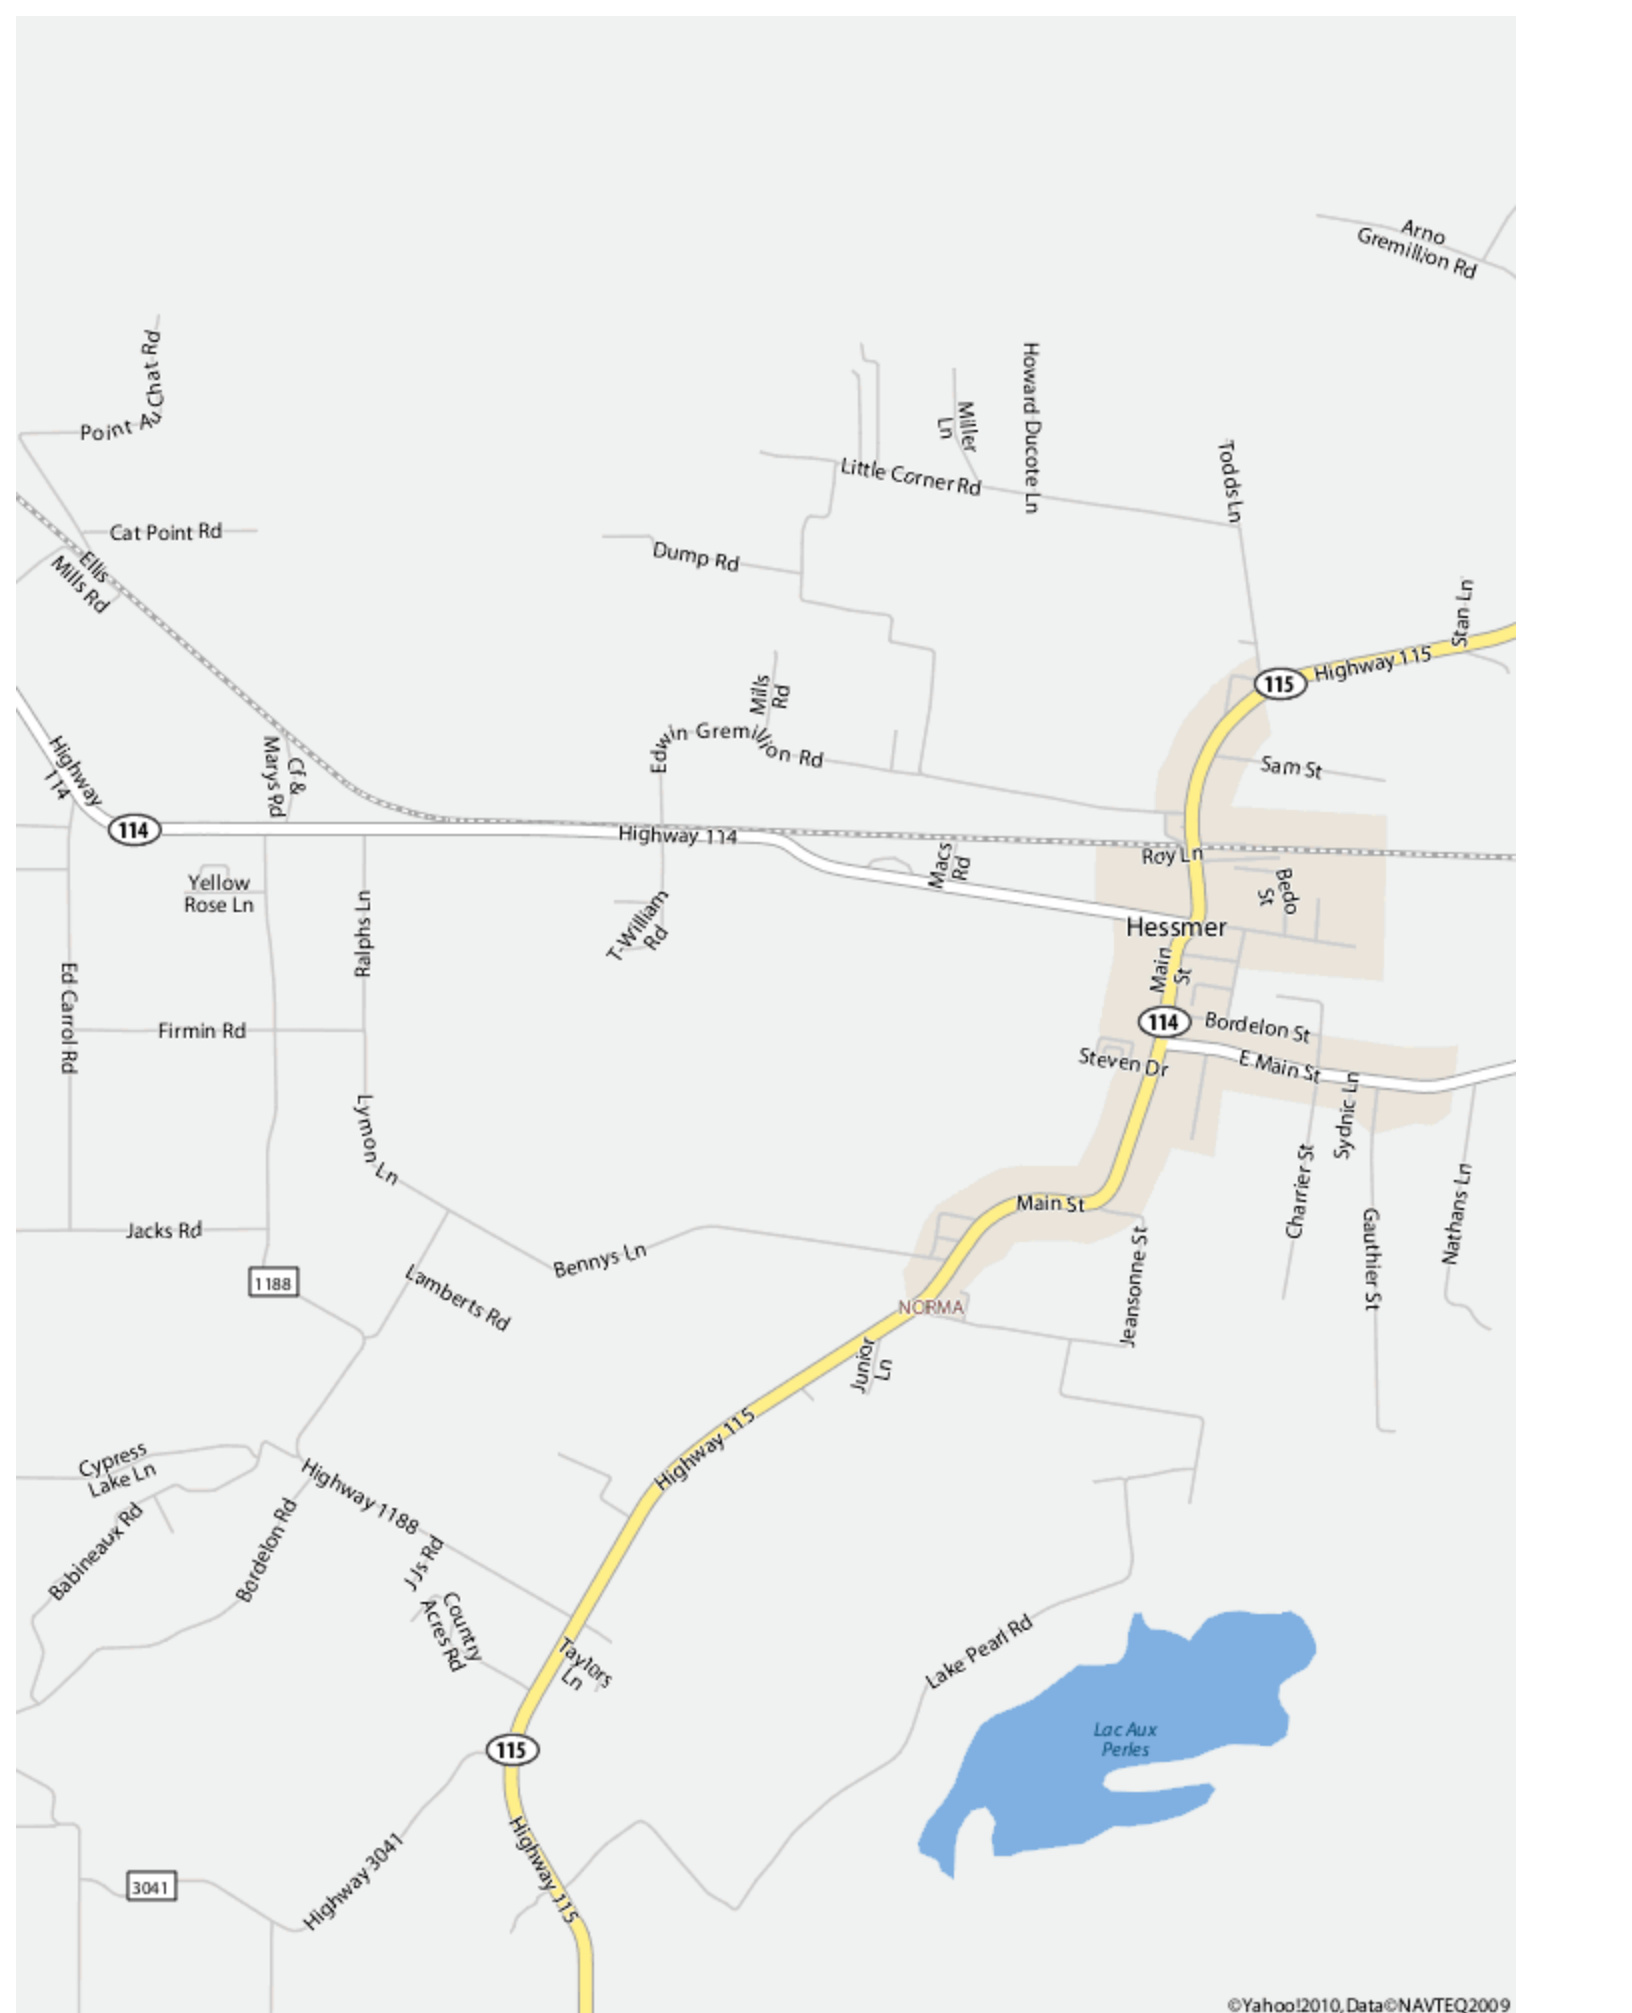 Arno
Gremillion Rd
Point Au Chat Rd
Howard Ducote Ln
Miller
Ln
Todds Ln
Little Corner Rd
Cat Point Rd
Dump Rd
Ellis
Mills Rd
Stan Ln
Highway 115
115
Mills
Rd
Edwin Gremillion Rd
Sam St
Highway
114
Cf &
Marys Rd
114
Highway 114
Roy Ln
Macs
Rd
Bedo
St
Yellow
Rose Ln
Ralphs Ln
T-William
Rd
Hessmer
Main
St
Ed Carrol Rd
Firmin Rd
114
Bordelon St
Steven Dr
E Main St
Sydnic Ln
Lymon Ln
Charrier St
Nathans Ln
Main St
Gauthier St
Jeansonne St
Jacks Rd
Bennys Ln
1188
Lamberts Rd
NORMA
Junior
Ln
Highway 115
Cypress
Lake Ln
Highway 1188
Babineaux Rd
Bordelon Rd
J-Js Rd
Country
Acres Rd
Taylors
Ln
Lake Pearl Rd
Lac Aux
Perles
115
Highway 3041
Highway 115
3041
©Yahoo!2010, Data©NAVTEQ2009